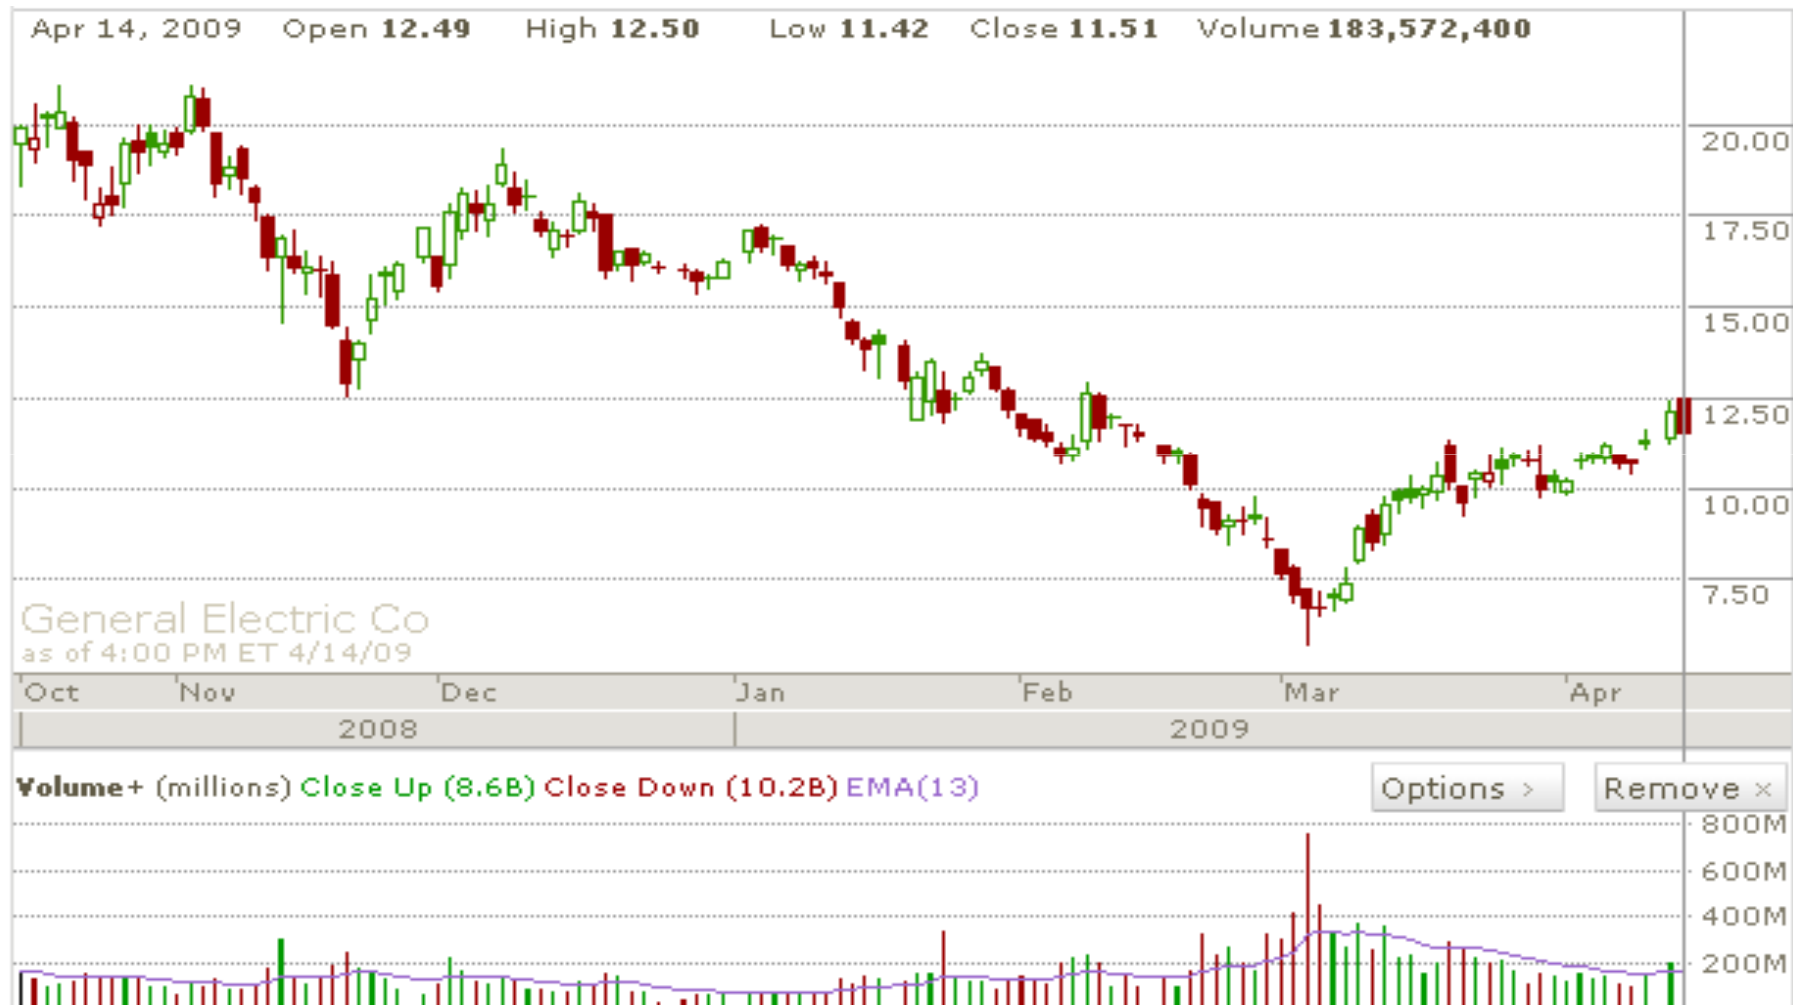 Apr 14, 2009 Open 12.49 High 12.50 Low 11.42 Close 11.51 Volume 183,572,400
20.00
17.50
15.00
12.50
10.00
7.50
General Electric Co
as of 4:00 PM ET 4/14/09
Oct Nov Dec Jan Feb Mar Apr
2008 2009
Volume+ (millions) Close Up (8.6B) Close Down (10.2B) EMA(13) Options > Remove ×
800M
600M
400M
200M